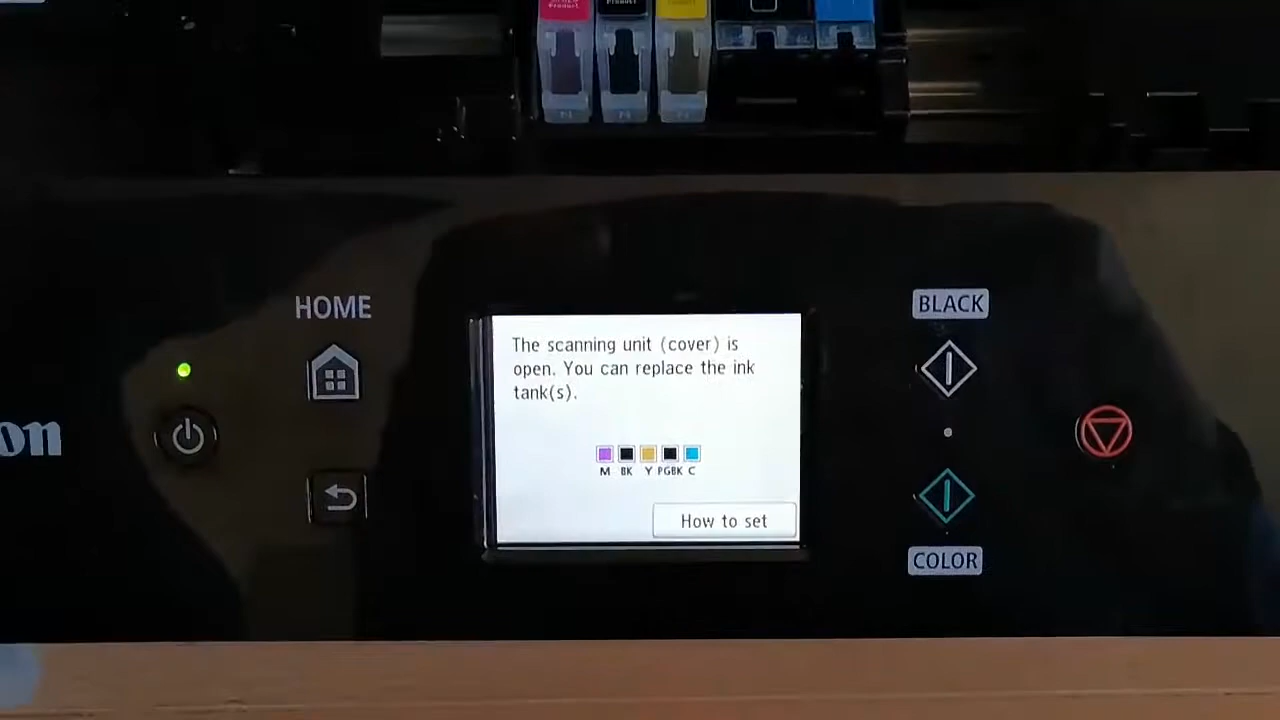 Product
HOME
BLACK
The scanning unit (cover) is
open. You can replace the ink
tank(s).
on
M BK Y PGBK C
How to set
COLOR